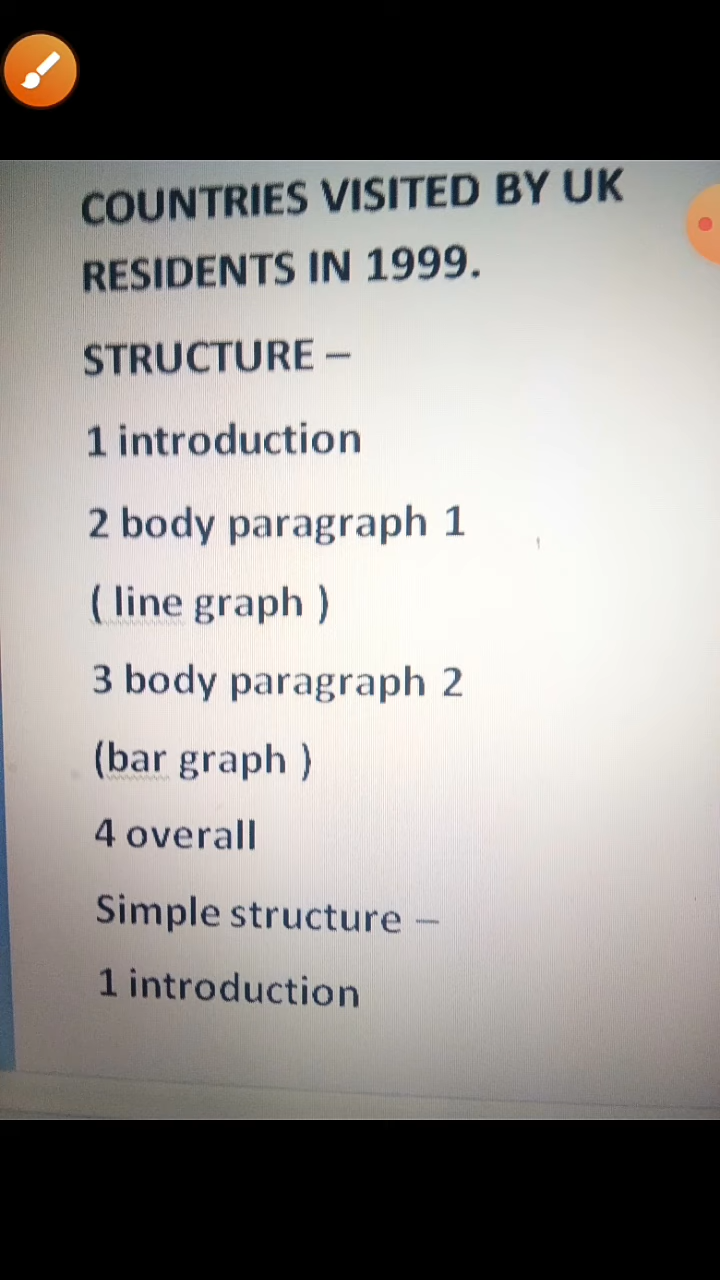 COUNTRIES VISITED BY UK
RESIDENTS IN 1999.
STRUCTURE –
1 introduction
2 body paragraph 1
( line graph )
3 body paragraph 2
(bar graph )
4 overall
Simple structure –
1 introduction